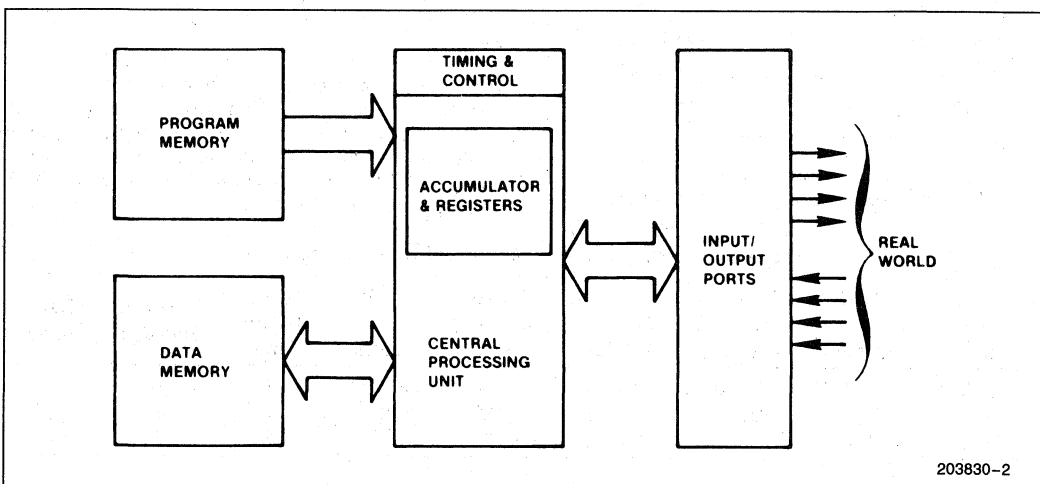 PROGRAM
MEMORY
DATA
MEMORY
TIMING &
CONTROL
ACCUMULATOR
& REGISTERS
CENTRAL
PROCESSING
UNIT
INPUT/
OUTPUT
PORTS
REAL
WORLD
203830-2